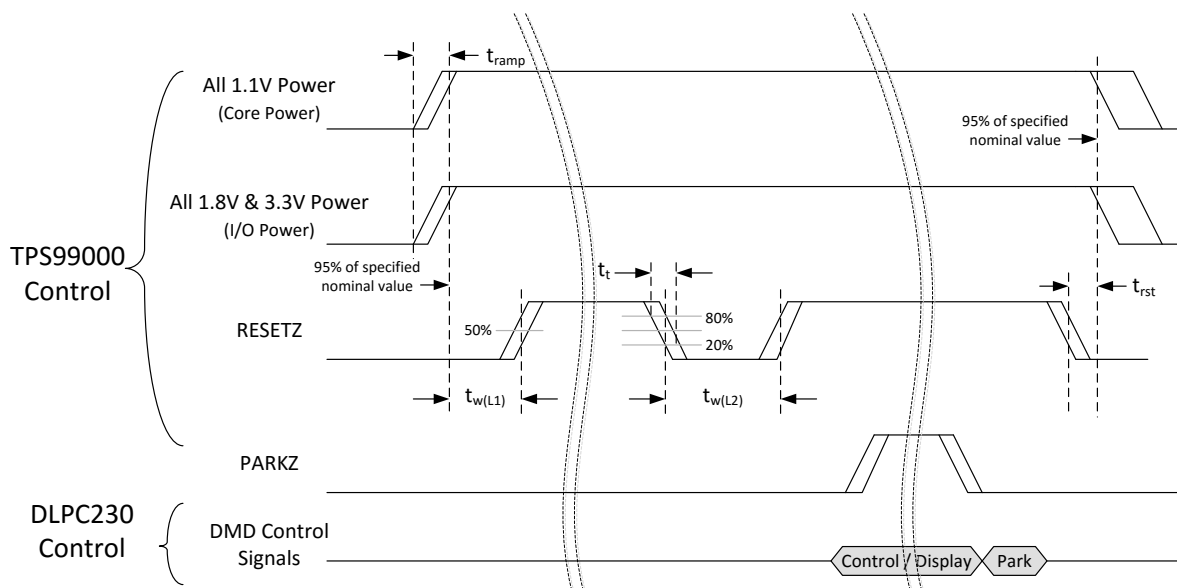 t_ramp
All 1.1V Power
(Core Power)
95% of specified
nominal value
All 1.8V & 3.3V Power
(I/O Power)
TPS99000
Control
95% of specified
nominal value
t_t
t_rst
RESETZ
50%
80%
20%
t_w(L1)
t_w(L2)
PARKZ
DLPC230
Control
DMD Control
Signals
Control / Display
Park